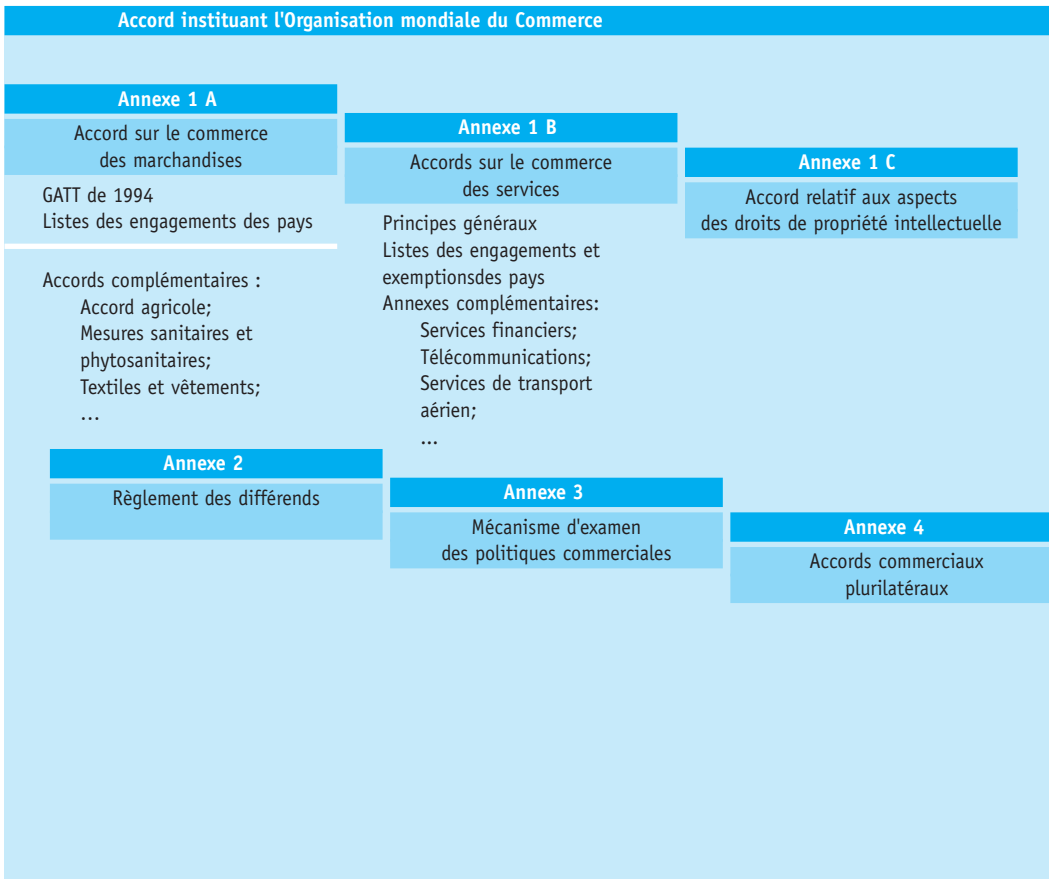 Accord instituant l'Organisation mondiale du Commerce
Annexe 1 A
Accord sur le commerce
des marchandises
GATT de 1994
Listes des engagements des pays
Accords complémentaires :
Accord agricole;
Mesures sanitaires et
phytosanitaires;
Textiles et vêtements;
...
Annexe 1 B
Accords sur le commerce
des services
Principes généraux
Listes des engagements et
exemptionsdes pays
Annexes complémentaires:
Services financiers;
Télécommunications;
Services de transport
aérien;
...
Annexe 1 C
Accord relatif aux aspects
des droits de propriété intellectuelle
Annexe 2
Règlement des différends
Annexe 3
Mécanisme d'examen
des politiques commerciales
Annexe 4
Accords commerciaux
plurilatéraux